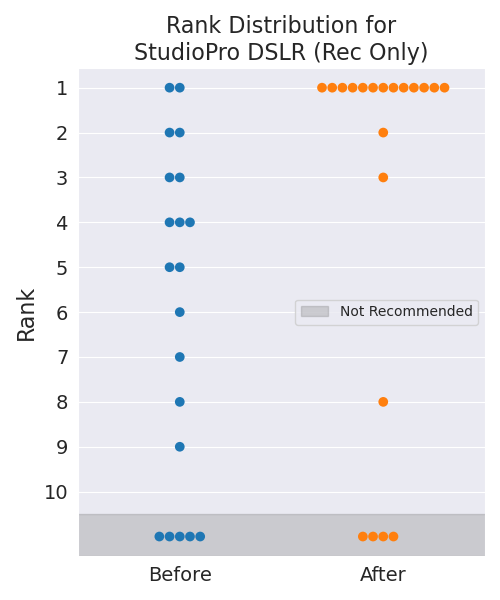 Rank Distribution for
StudioPro DSLR (Rec Only)
Rank
1
2
3
4
5
6
7
8
9
10
Not Recommended
Before
After